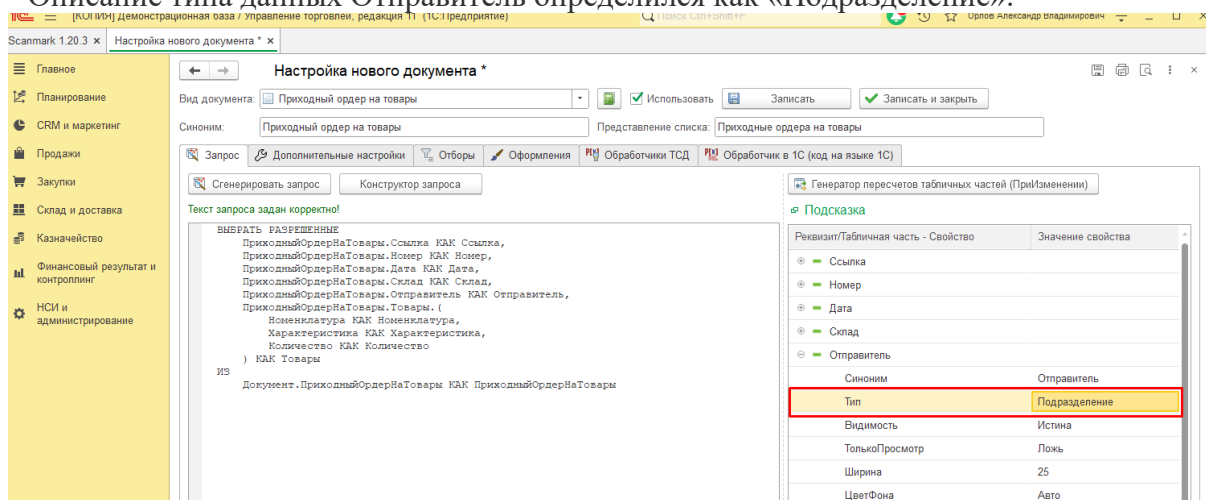 Описание типа данных Отправитель определился как «Подразделение».
[КОПИЯ] Демонстрационная база / Управление торговлей, редакция 11 (1С:Предприятие)
Поиск Ctrl+Shift+F
Орлов Александр Владимирович
Scanmark 1.20.3 ×
Настройка нового документа * ×
Главное
Планирование
CRM и маркетинг
Продажи
Закупки
Склад и доставка
Казначейство
Финансовый результат и
контроллинг
НСИ и
администрирование
Настройка нового документа *
Вид документа: Приходный ордер на товары
Использовать
Записать
Записать и закрыть
Синоним: Приходный ордер на товары
Представление списка: Приходные ордера на товары
Запрос
Дополнительные настройки
Отборы
Оформления
Обработчики ТСД
Обработчик в 1С (код на языке 1С)
Сгенерировать запрос
Конструктор запроса
Генератор пересчетов табличных частей (ПриИзменении)
Текст запроса задан корректно!
Подсказка
ВЫБРАТЬ РАЗРЕШЕННЫЕ
ПриходныйОрдерНаТовары.Ссылка КАК Ссылка,
ПриходныйОрдерНаТовары.Номер КАК Номер,
ПриходныйОрдерНаТовары.Дата КАК Дата,
ПриходныйОрдерНаТовары.Склад КАК Склад,
ПриходныйОрдерНаТовары.Отправитель КАК Отправитель,
ПриходныйОрдерНаТовары.Товары.(
Номенклатура КАК Номенклатура,
Характеристика КАК Характеристика,
Количество КАК Количество
) КАК Товары
ИЗ
Документ.ПриходныйОрдерНаТовары КАК ПриходныйОрдерНаТовары
Реквизит/Табличная часть - Свойство
Значение свойства
Ссылка
Номер
Дата
Склад
Отправитель
Синоним Отправитель
Тип Подразделение
Видимость Истина
ТолькоПросмотр Ложь
Ширина 25
ЦветФона Авто